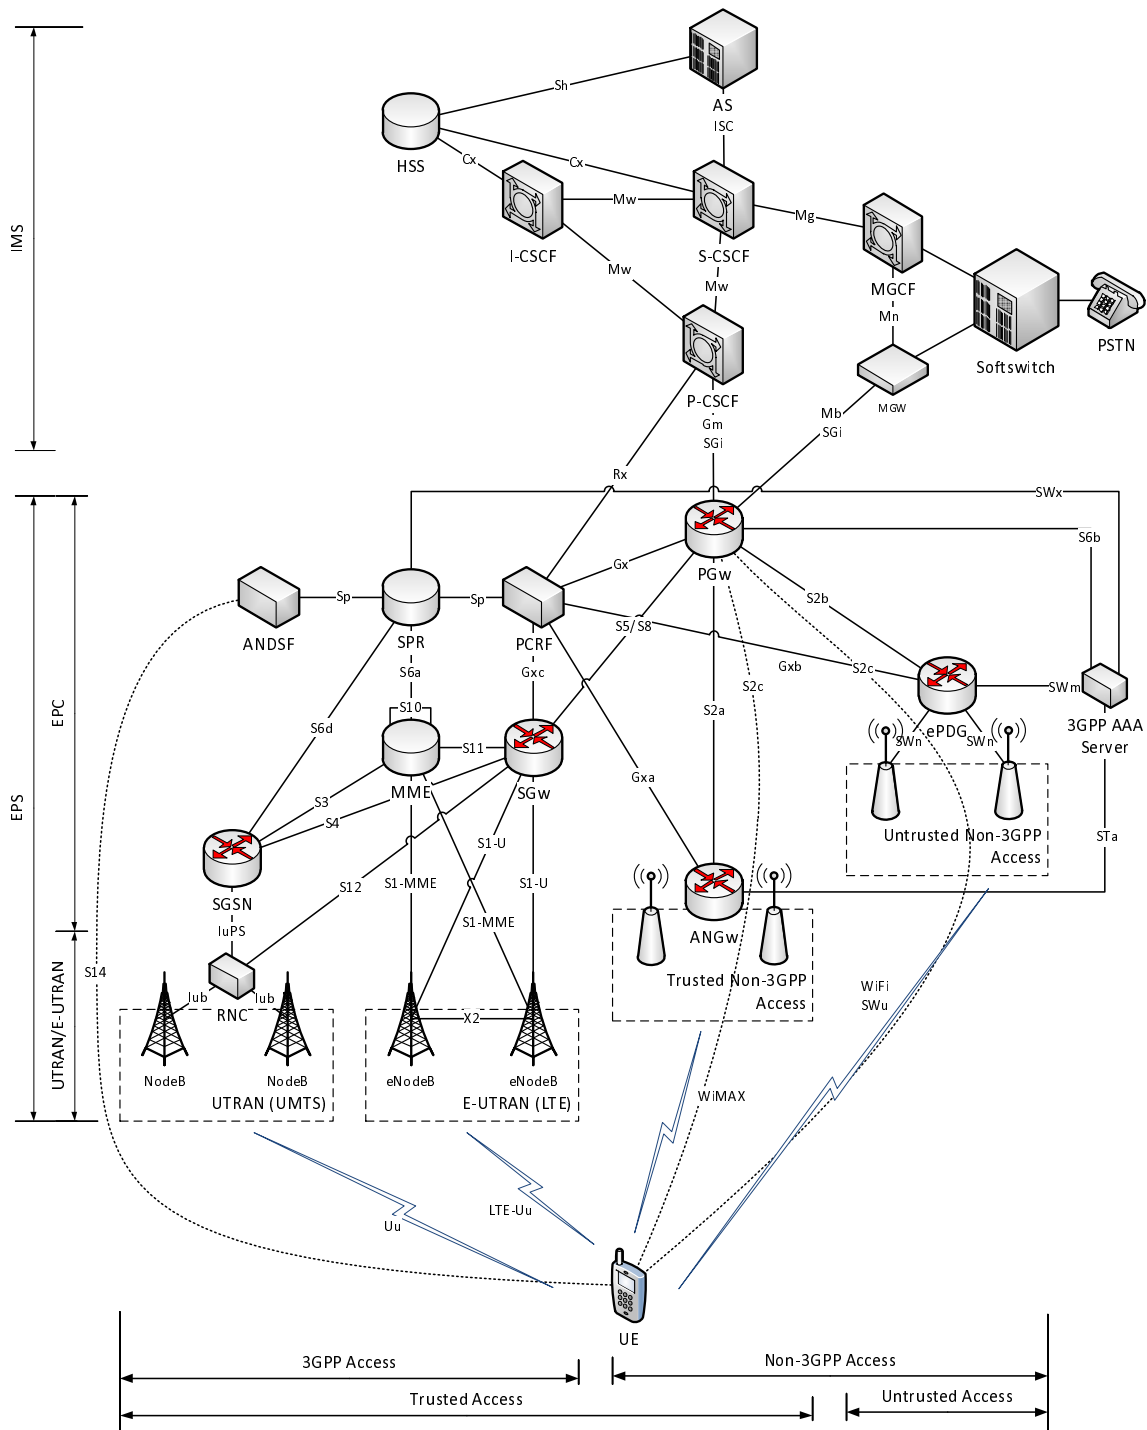 AS
Sh
ISC
HSS
Cx
Cx
Mw
I-CSCF
S-CSCF
Mg
IMS
Mw
Mw
MGCF
Mn
PSTN
Softswitch
MGW
P-CSCF
Gm
SGi
Mb
SGi
Rx
SWx
S6b
Gx
PGw
S2b
Sp
Sp
ANDSF
SPR
PCRF
S5/S8
Gxb
S2c
S6a
Gxc
S2c
SWm
S10
S2a
ePDG
3GPP AAA
Server
SWn
SWn
EPC
S6d
S11
MME
SGw
Gxa
S3
S4
EPS
S1-U
Untrusted Non-3GPP
Access
STa
S12
S1-MME
S1-U
SGSN
S1-MME
IuPS
ANGw
S14
Iub
Iub
RNC
X2
Trusted Non-3GPP
Access
WiFi
SWu
UTRAN/E-UTRAN
NodeB
NodeB
eNodeB
eNodeB
UTRAN (UMTS)
E-UTRAN (LTE)
WiMAX
Uu
LTE-Uu
UE
3GPP Access
Non-3GPP Access
Trusted Access
Untrusted Access